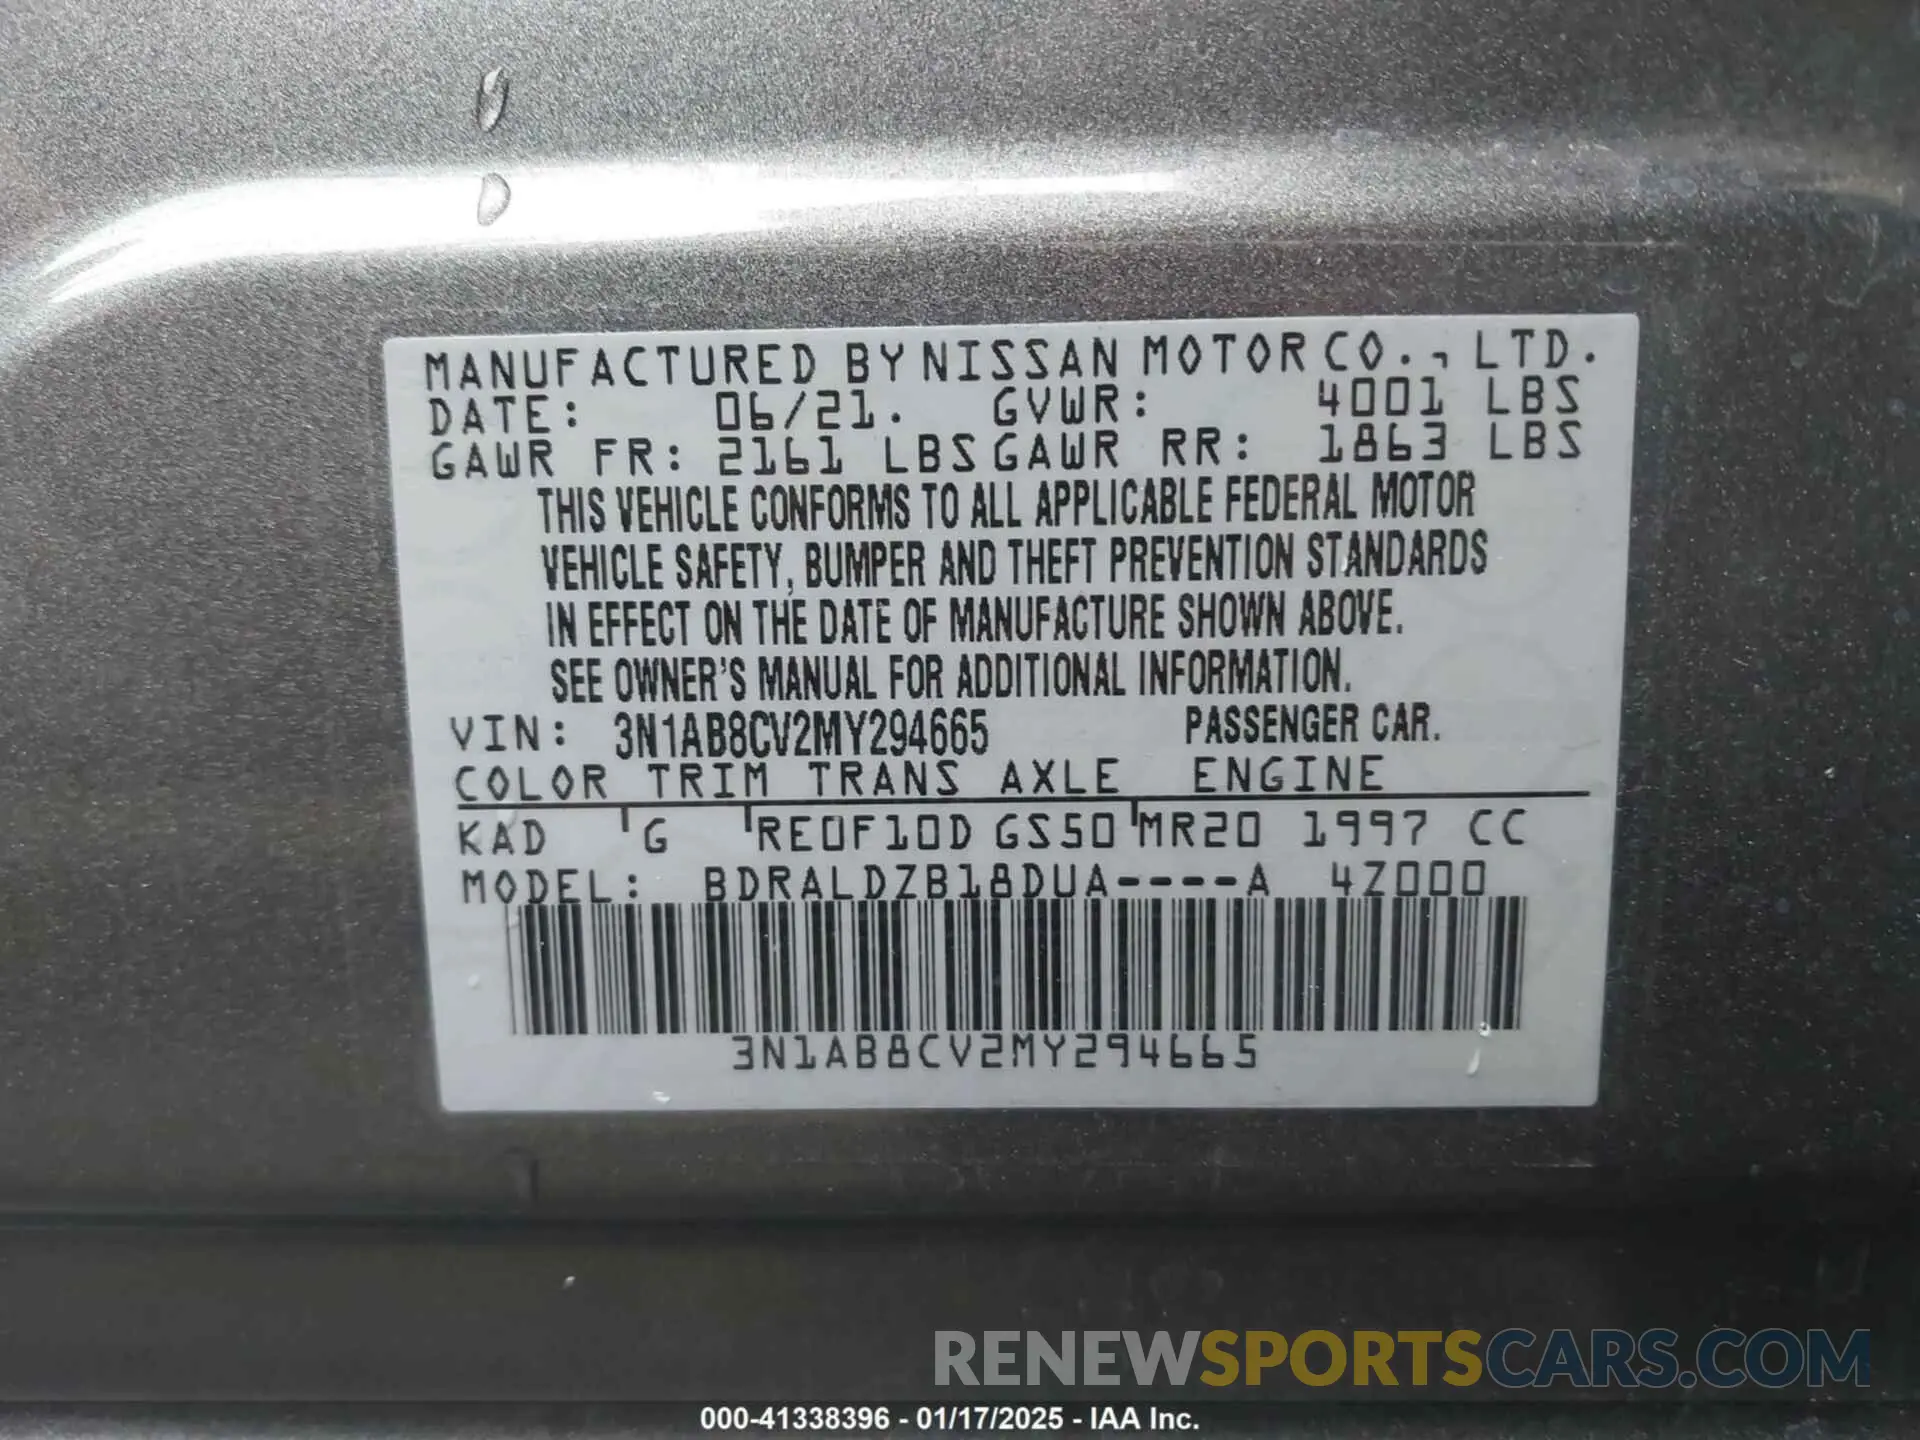 MANUFACTURED BY NISSAN MOTOR CO., LTD.
DATE: 06/21. GVWR: 4001 LBS
GAWR FR: 2161 LBS GAWR RR: 1863 LBS
THIS VEHICLE CONFORMS TO ALL APPLICABLE FEDERAL MOTOR
VEHICLE SAFETY, BUMPER AND THEFT PREVENTION STANDARDS
IN EFFECT ON THE DATE OF MANUFACTURE SHOWN ABOVE.
SEE OWNER'S MANUAL FOR ADDITIONAL INFORMATION.
VIN: 3N1AB8CV2MY294665 PASSENGER CAR.
COLOR TRIM TRANS AXLE ENGINE
KAD G RE0F10D GS50 MR20 1997 CC
MODEL: BDRALDZB18DUA----A 4Z000
3N1AB8CV2MY294665
RENEWSPORTSCARS.COM
000-41338396 - 01/17/2025 - IAA Inc.